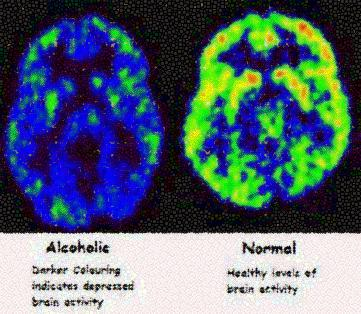 Alcoholic
Darker Colouring
indicates depressed
brain activity
Normal
Healthy levels of
brain activity